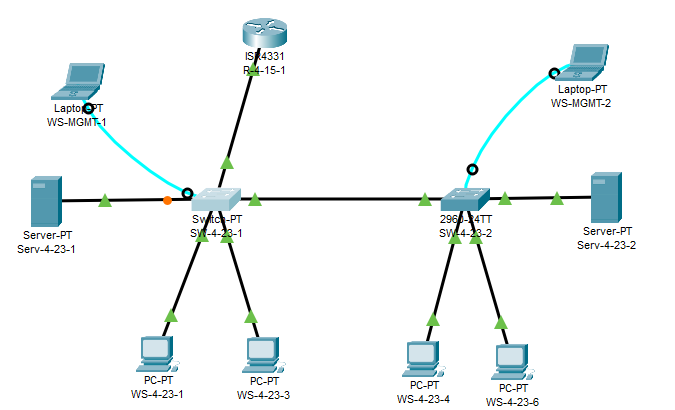 ISR4331
R-4-15-1
Laptop-PT
WS-MGMT-1
Laptop-PT
WS-MGMT-2
Server-PT
Serv-4-23-1
Switch-PT
SW-4-23-1
2960-24TT
SW-4-23-2
Server-PT
Serv-4-23-2
PC-PT
WS-4-23-1
PC-PT
WS-4-23-3
PC-PT
WS-4-23-4
PC-PT
WS-4-23-6